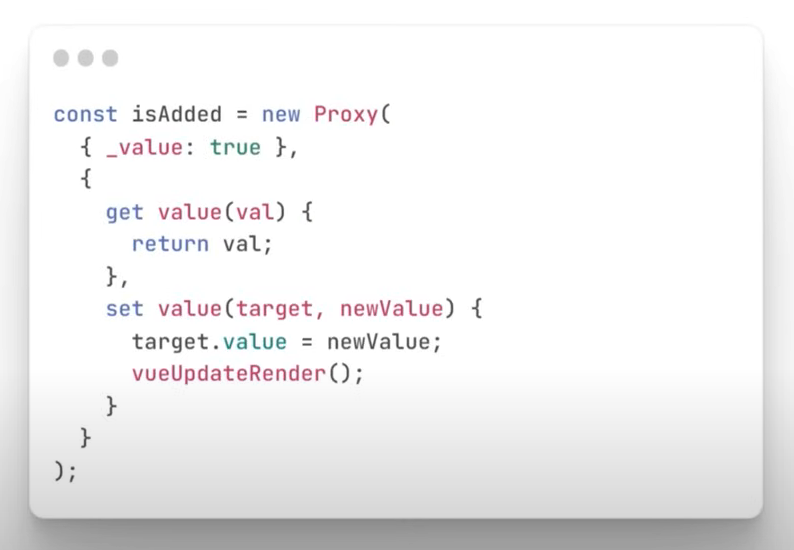 const isAdded = new Proxy(
{ _value: true },
{
get value(val) {
return val;
},
set value(target, newValue) {
target.value = newValue;
vueUpdateRender();
}
}
);